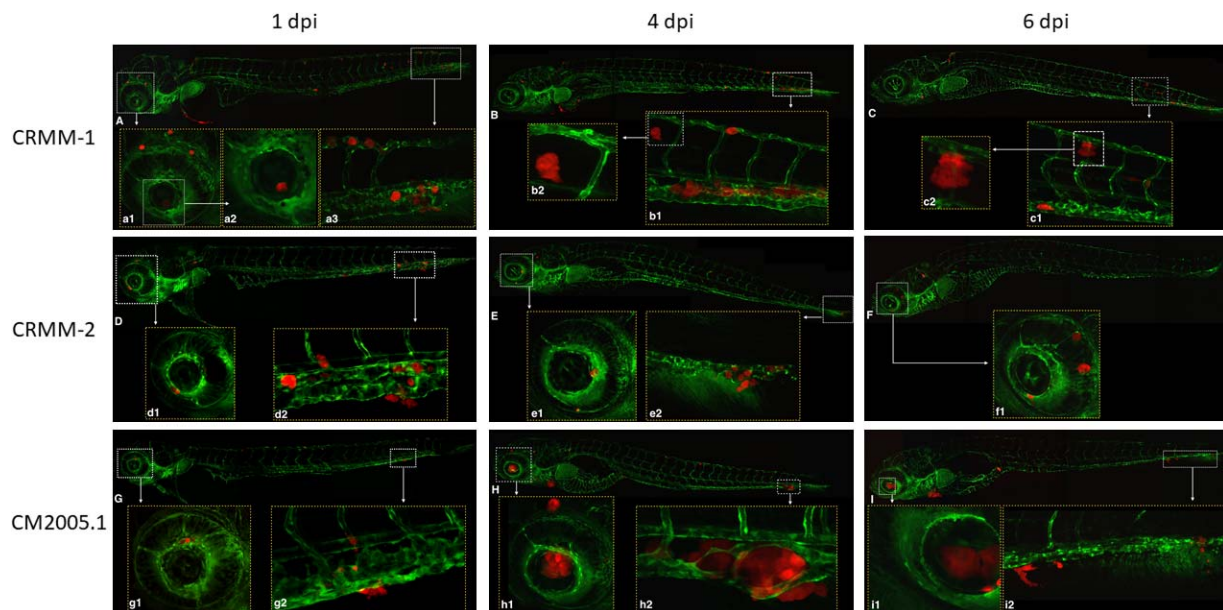 1 dpi 4 dpi 6 dpi
CRMM-1
A B C
a1 a2 a3 b2 b1 c2 c1
CRMM-2
D E F
d1 d2 e1 e2 f1
CM2005.1
G H I
g1 g2 h1 h2 i1 i2